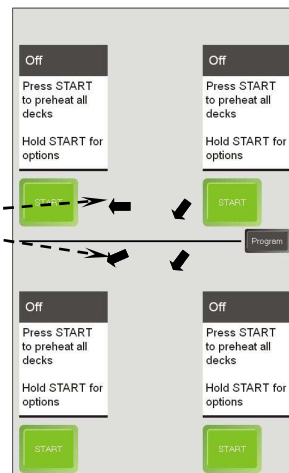 Off
Press START
to preheat all
decks
Hold START for
options
START
Off
Press START
to preheat all
decks
Hold START for
options
START
Program
Off
Press START
to preheat all
decks
Hold START for
options
START
Off
Press START
to preheat all
decks
Hold START for
options
START